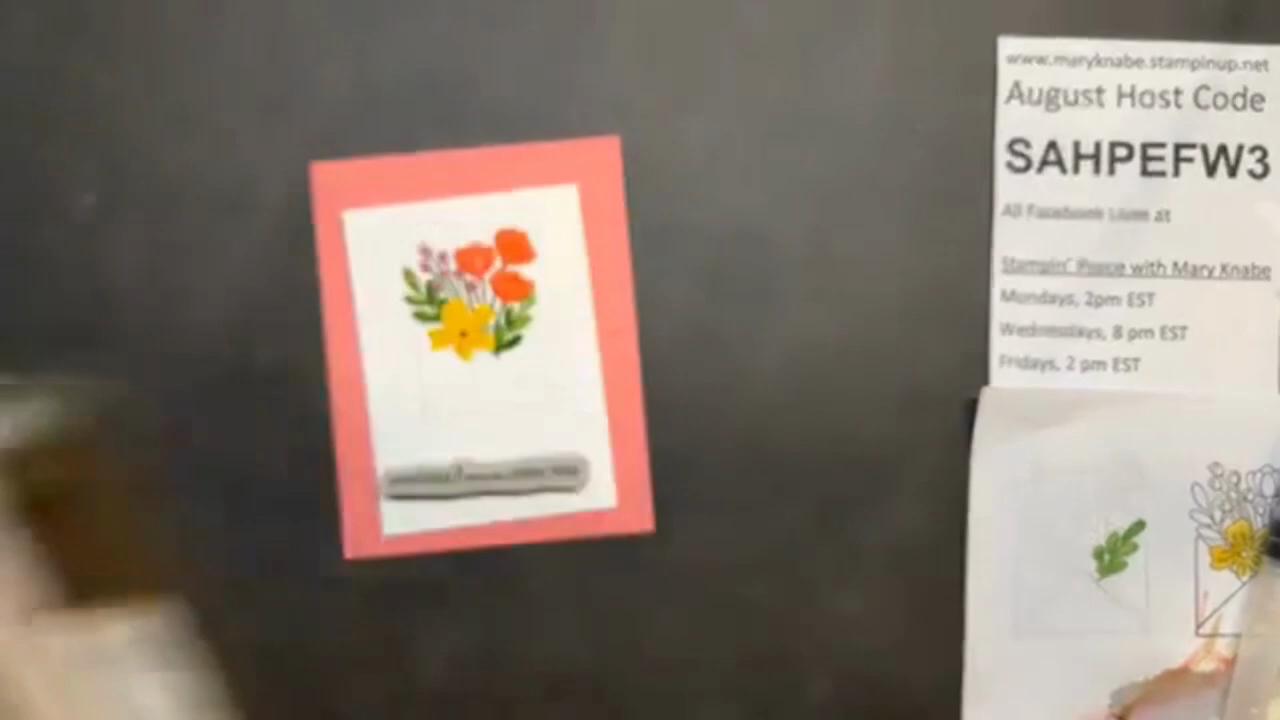 www.maryknabe.stampinup.net
August Host Code
SAHPEFW3
All Facebook Lives at
Stampin' Peace with Mary Knabe
Mondays, 2pm EST
Wednesdays, 8 pm EST
Fridays, 2 pm EST